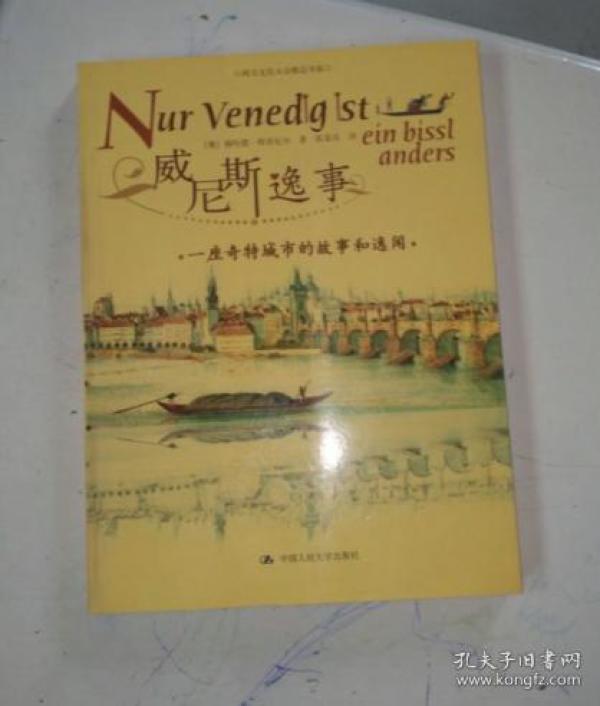 Nur Venedig Ist
ein bissl
anders
威尼斯逸事
一座奇特城市的故事和逸闻
中国人民大学出版社
孔夫子旧书网
www.kongfz.com